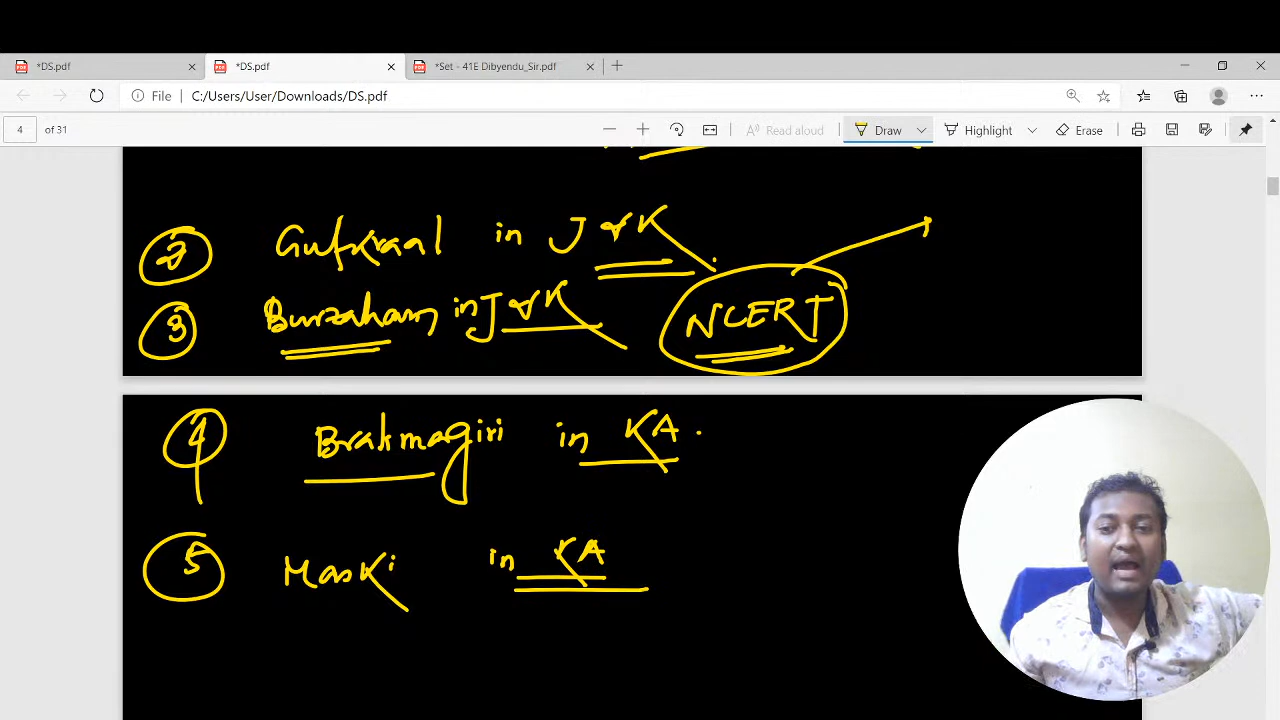 *DS.pdf
*DS.pdf
*Set - 41E Dibyendu_Sir.pdf
File C:/Users/User/Downloads/DS.pdf
4 of 31
Read aloud Draw Highlight Erase
2 Gufkraal in J & K
3 Burzaham in J & K NCERT
4 Brahmagiri in KA.
5 Maski in KA